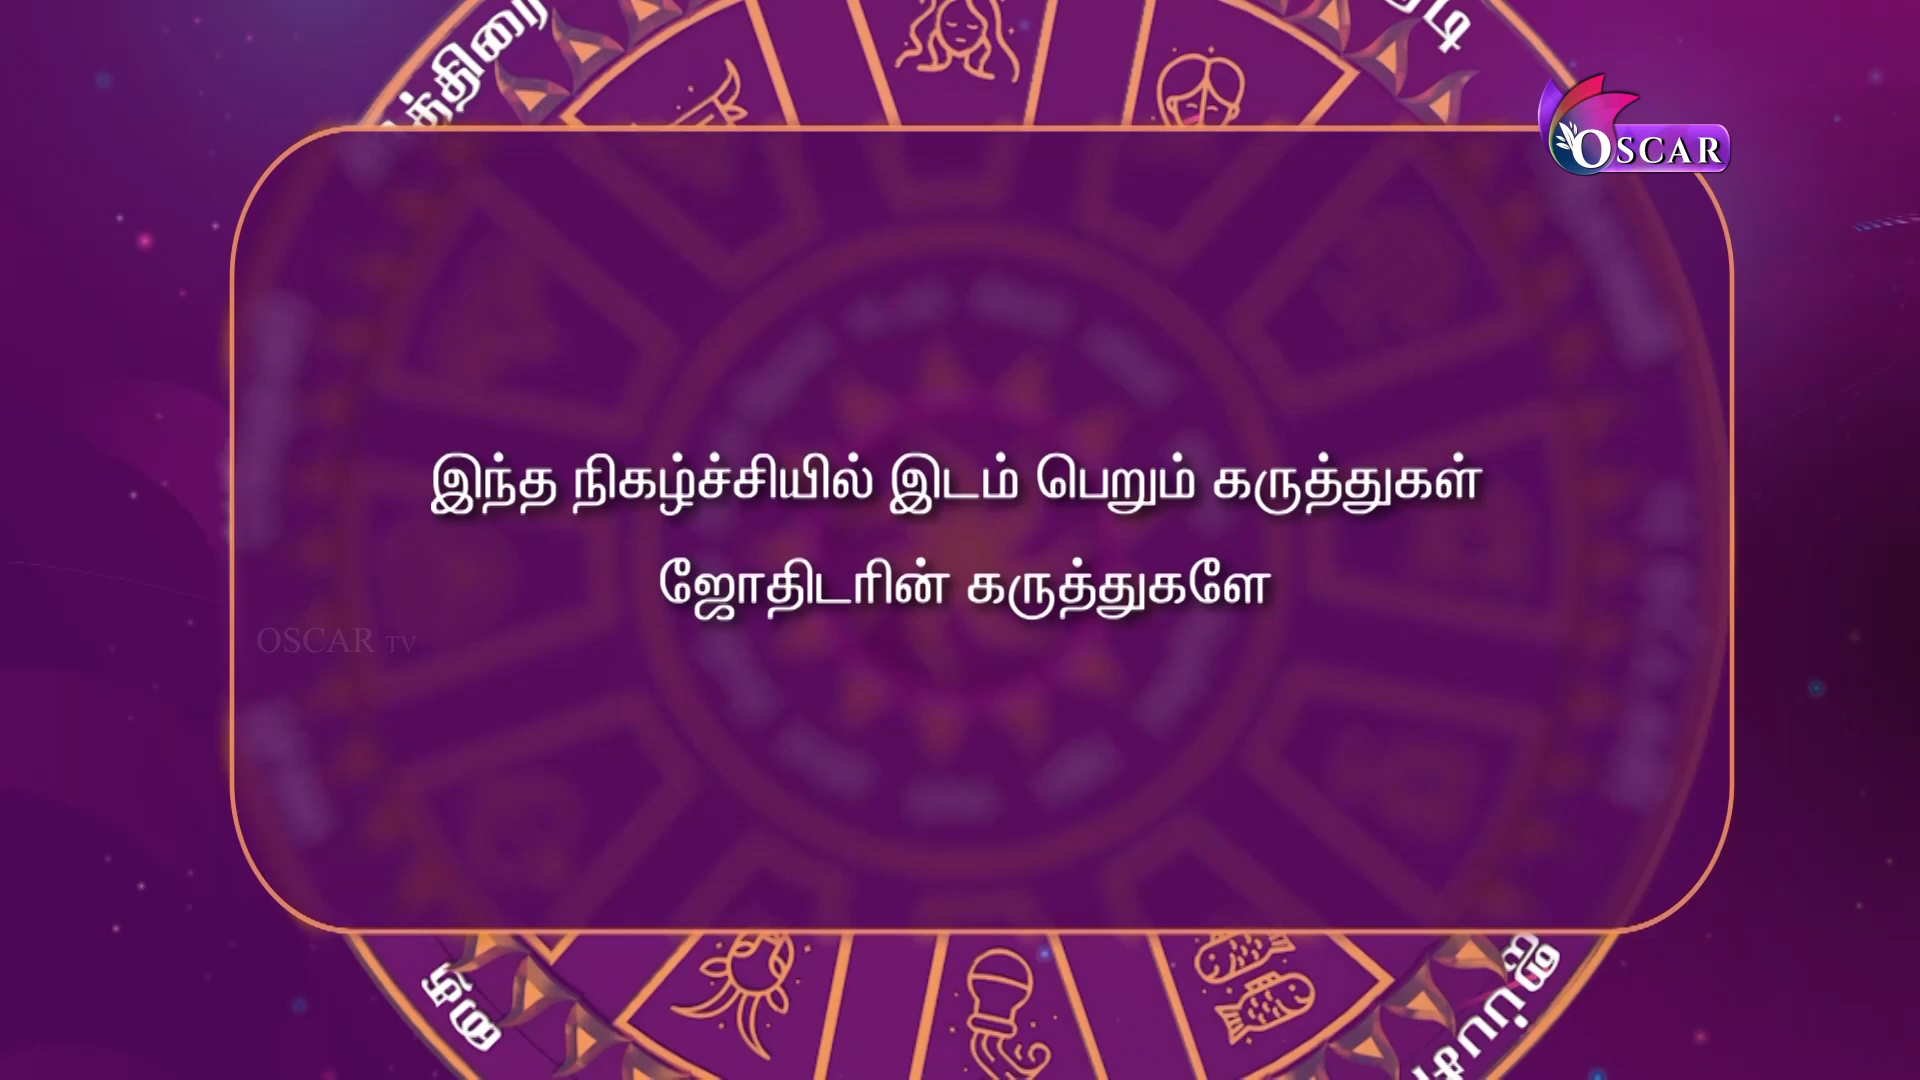 OSCAR
இந்த நிகழ்ச்சியில் இடம் பெறும் கருத்துகள்
ஜோதிடரின் கருத்துகளே
OSCAR TV